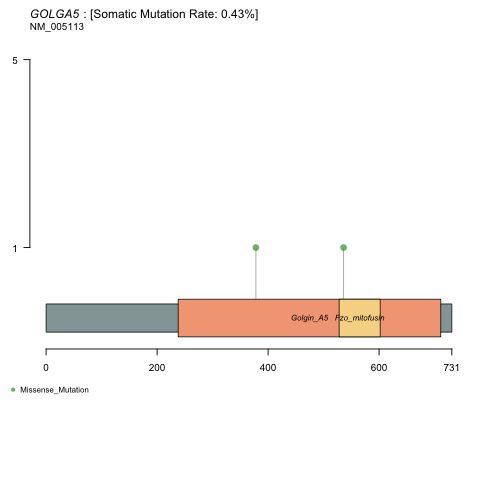 GOLGA5 : [Somatic Mutation Rate: 0.43%]
NM_005113
5
1
Golgin_A5 Fzo_mitofusin
0 200 400 600 731
Missense_Mutation